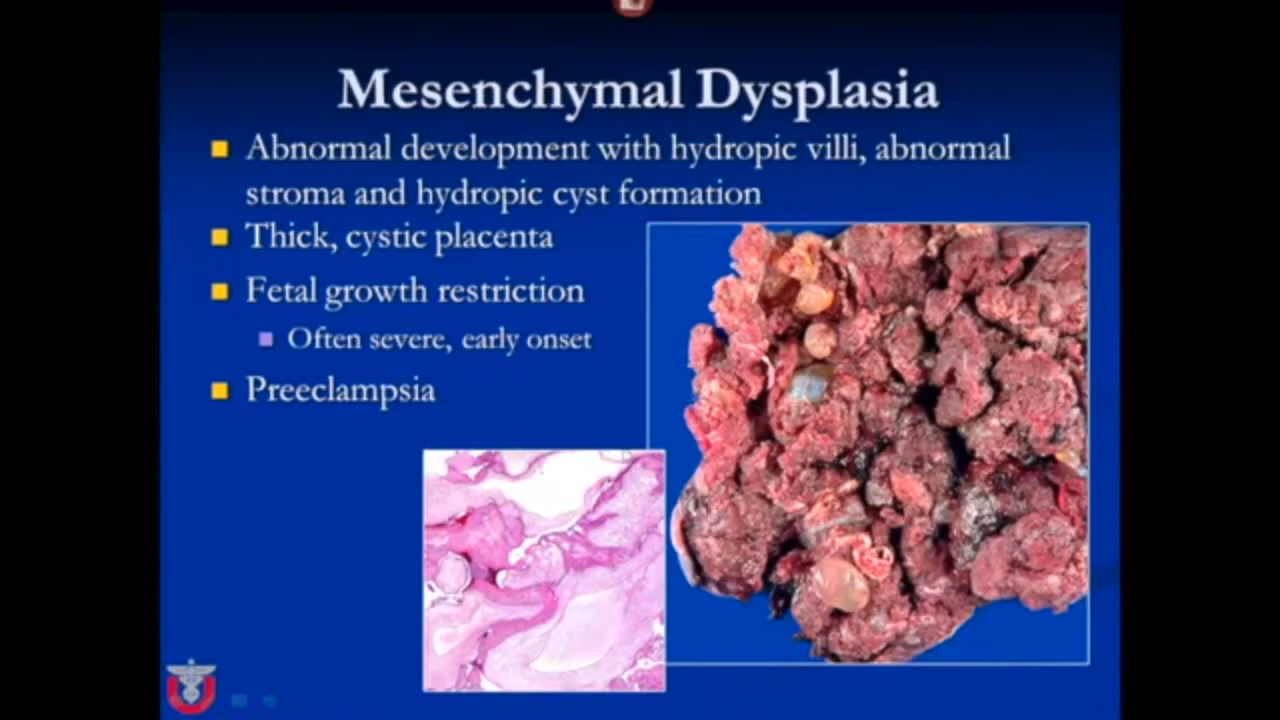 Mesenchymal Dysplasia
Abnormal development with hydropic villi, abnormal
stroma and hydropic cyst formation
Thick, cystic placenta
Fetal growth restriction
Often severe, early onset
Preeclampsia